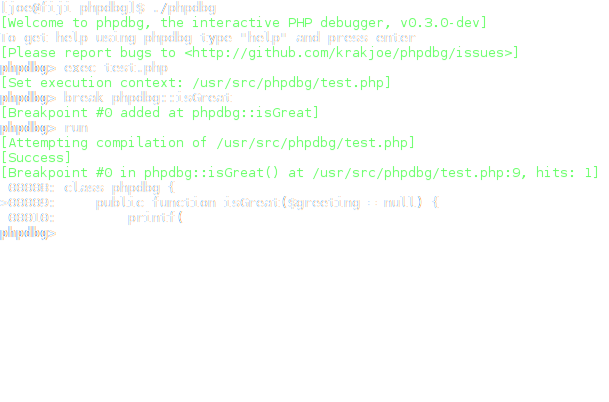 [joe@fiji phpdbg]$ ./phpdbg
[Welcome to phpdbg, the interactive PHP debugger, v0.3.0-dev]
To get help using phpdbg type "help" and press enter
[Please report bugs to <http://github.com/krakjoe/phpdbg/issues>]
phpdbg> exec test.php
[Set execution context: /usr/src/phpdbg/test.php]
phpdbg> break phpdbg::isGreat
[Breakpoint #0 added at phpdbg::isGreat]
phpdbg> run
[Attempting compilation of /usr/src/phpdbg/test.php]
[Success]
[Breakpoint #0 in phpdbg::isGreat() at /usr/src/phpdbg/test.php:9, hits: 1]
00008: class phpdbg {
>00009:     public function isGreat($greeting = null) {
00010:         printf(
phpdbg>